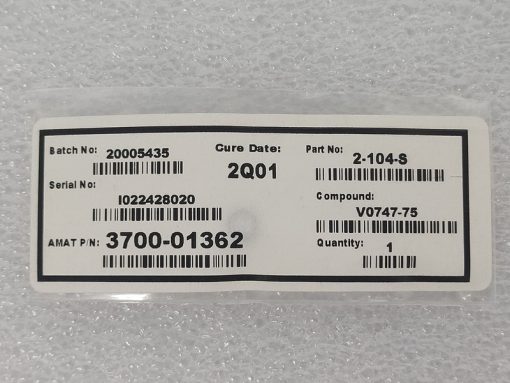 Batch No: 20005435
Cure Date:
2Q01
Part No:
2-104-S
Serial No:
I022428020
Compound:
V0747-75
AMAT P/N: 3700-01362
Quantity: 1